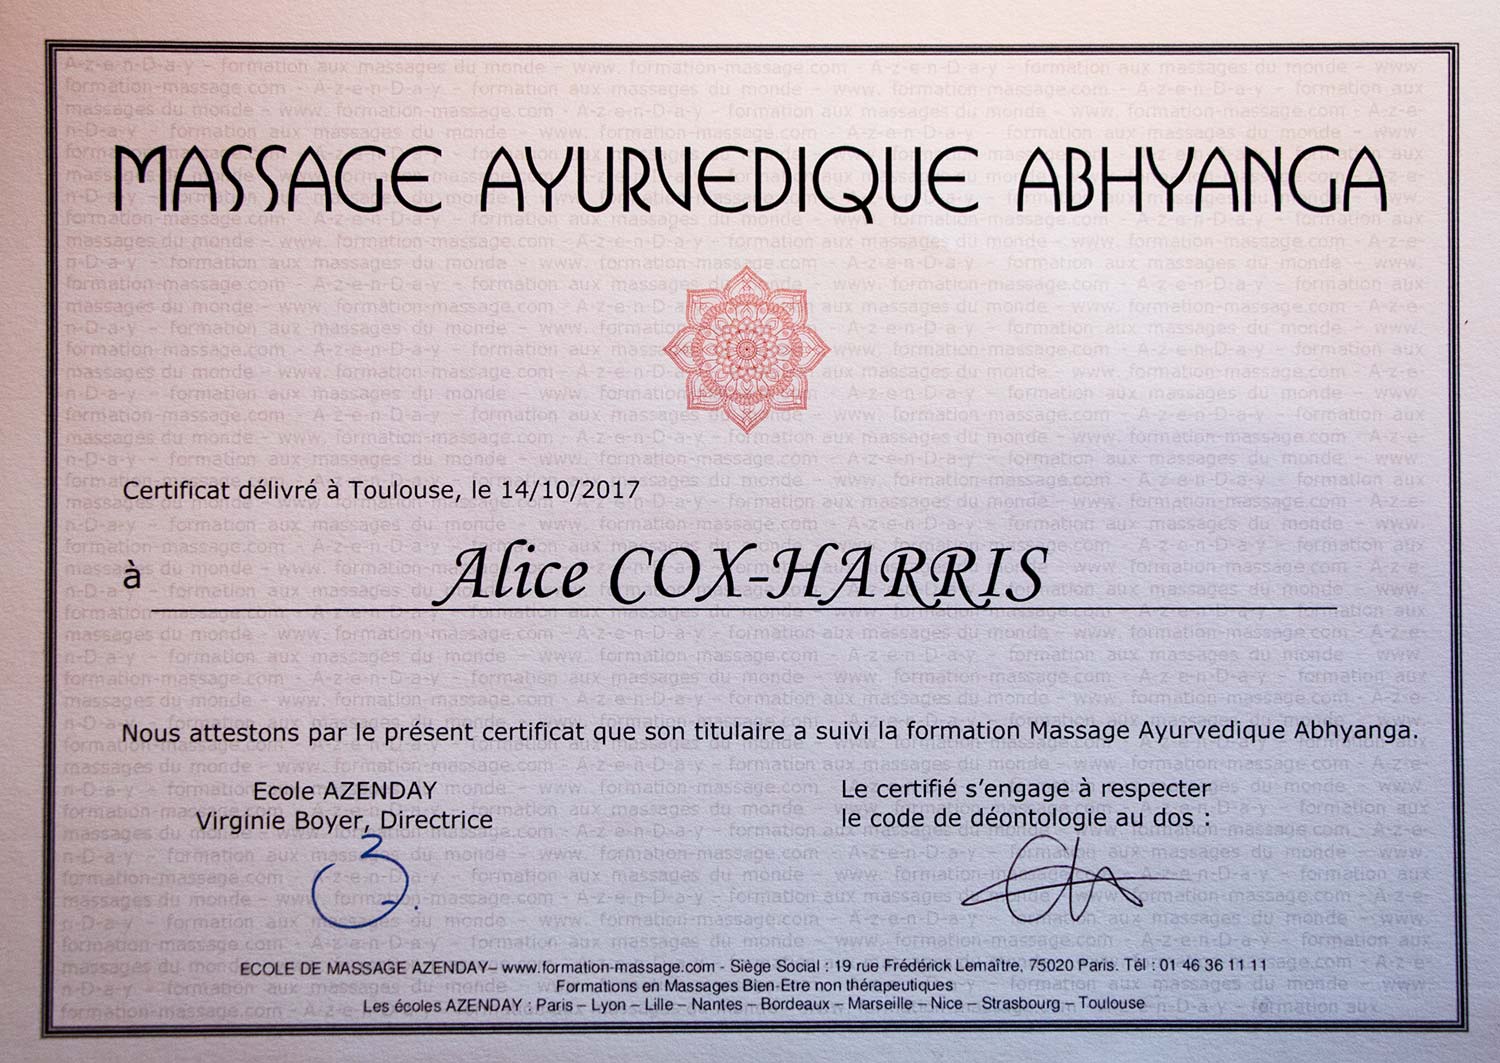 MASSAGE AYURVEDIQUE ABHYANGA
Certificat délivré à Toulouse, le 14/10/2017
à Alice COX-HARRIS
Nous attestons par le présent certificat que son titulaire a suivi la formation Massage Ayurvedique Abhyanga.
Ecole AZENDAY
Virginie Boyer, Directrice
Le certifié s’engage à respecter
le code de déontologie au dos :
ECOLE DE MASSAGE AZENDAY– www.formation-massage.com - Siège Social : 19 rue Frédérick Lemaître, 75020 Paris. Tél : 01 46 36 11 11
Formations en Massages Bien-Etre non thérapeutiques
Les écoles AZENDAY : Paris – Lyon – Lille – Nantes – Bordeaux – Marseille – Nice – Strasbourg – Toulouse